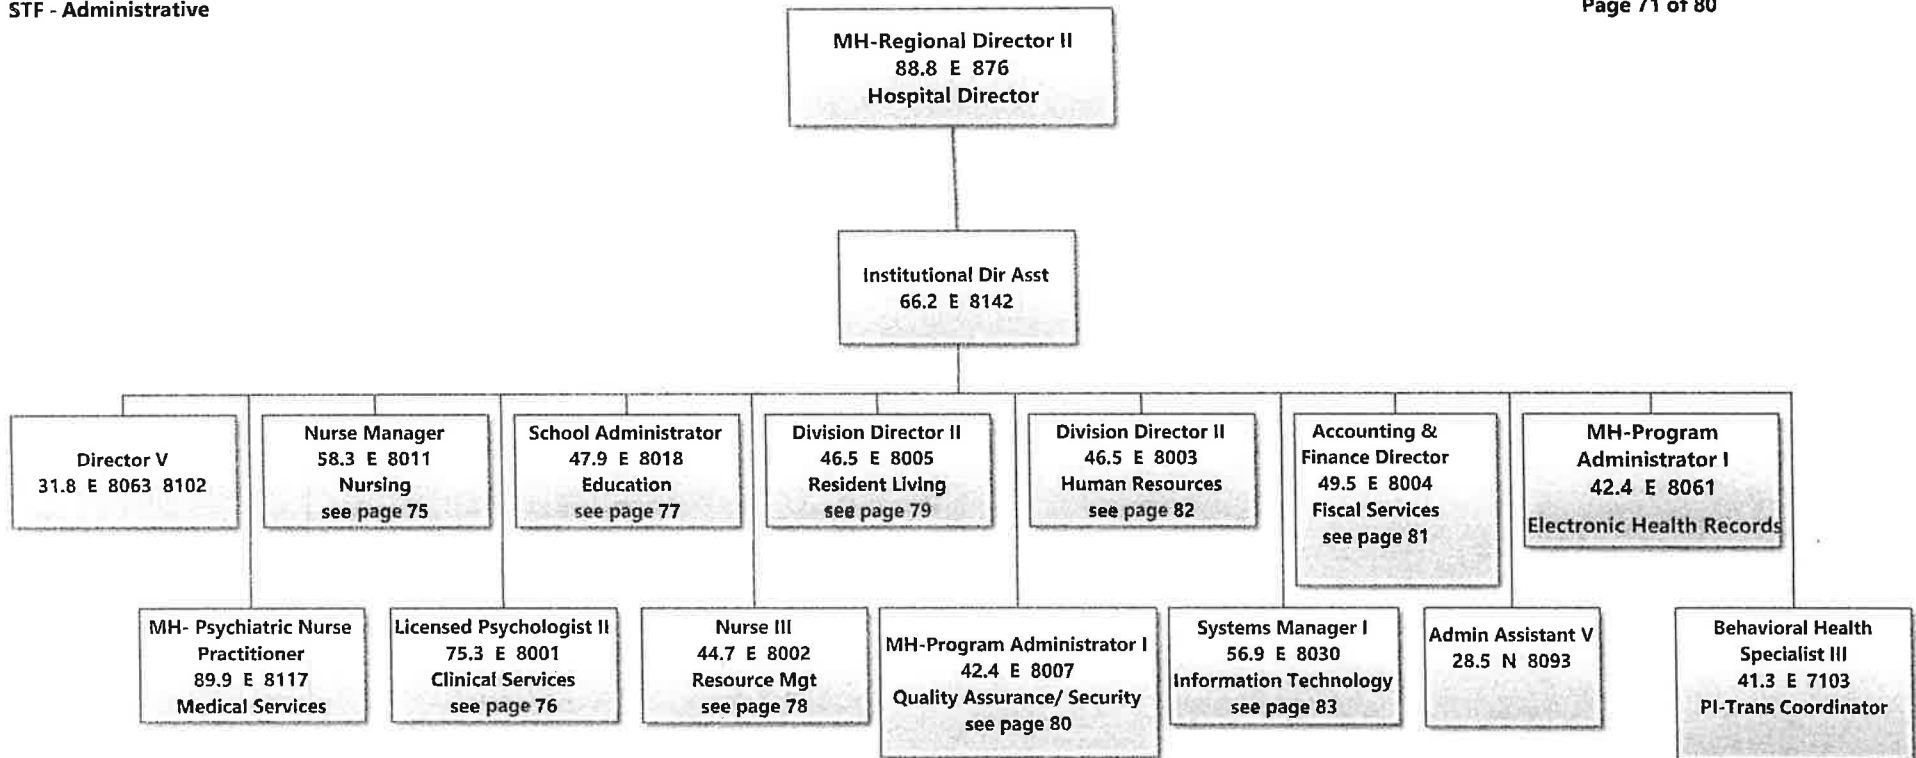 STF - Administrative
Page 71 of 80
MH-Regional Director II
88.8 E 876
Hospital Director
Institutional Dir Asst
66.2 E 8142
Director V
31.8 E 8063 8102
Nurse Manager
58.3 E 8011
Nursing
see page 75
School Administrator
47.9 E 8018
Education
see page 77
Division Director II
46.5 E 8005
Resident Living
see page 79
Division Director II
46.5 E 8003
Human Resources
see page 82
Accounting &
Finance Director
49.5 E 8004
Fiscal Services
see page 81
MH-Program
Administrator I
42.4 E 8061
Electronic Health Records
MH- Psychiatric Nurse
Practitioner
89.9 E 8117
Medical Services
Licensed Psychologist II
75.3 E 8001
Clinical Services
see page 76
Nurse III
44.7 E 8002
Resource Mgt
see page 78
MH-Program Administrator I
42.4 E 8007
Quality Assurance/ Security
see page 80
Systems Manager I
56.9 E 8030
Information Technology
see page 83
Admin Assistant V
28.5 N 8093
Behavioral Health
Specialist III
41.3 E 7103
PI-Trans Coordinator